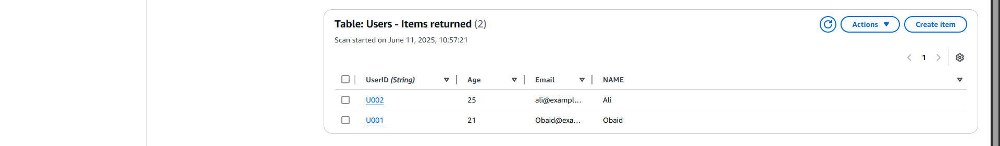 Table: Users - Items returned (2)
Actions
Create item
Scan started on June 11, 2025, 10:57:21
1
UserID (String) Age Email NAME
U002 25 ali@exampl... Ali
U001 21 Obaid@exa... Obaid